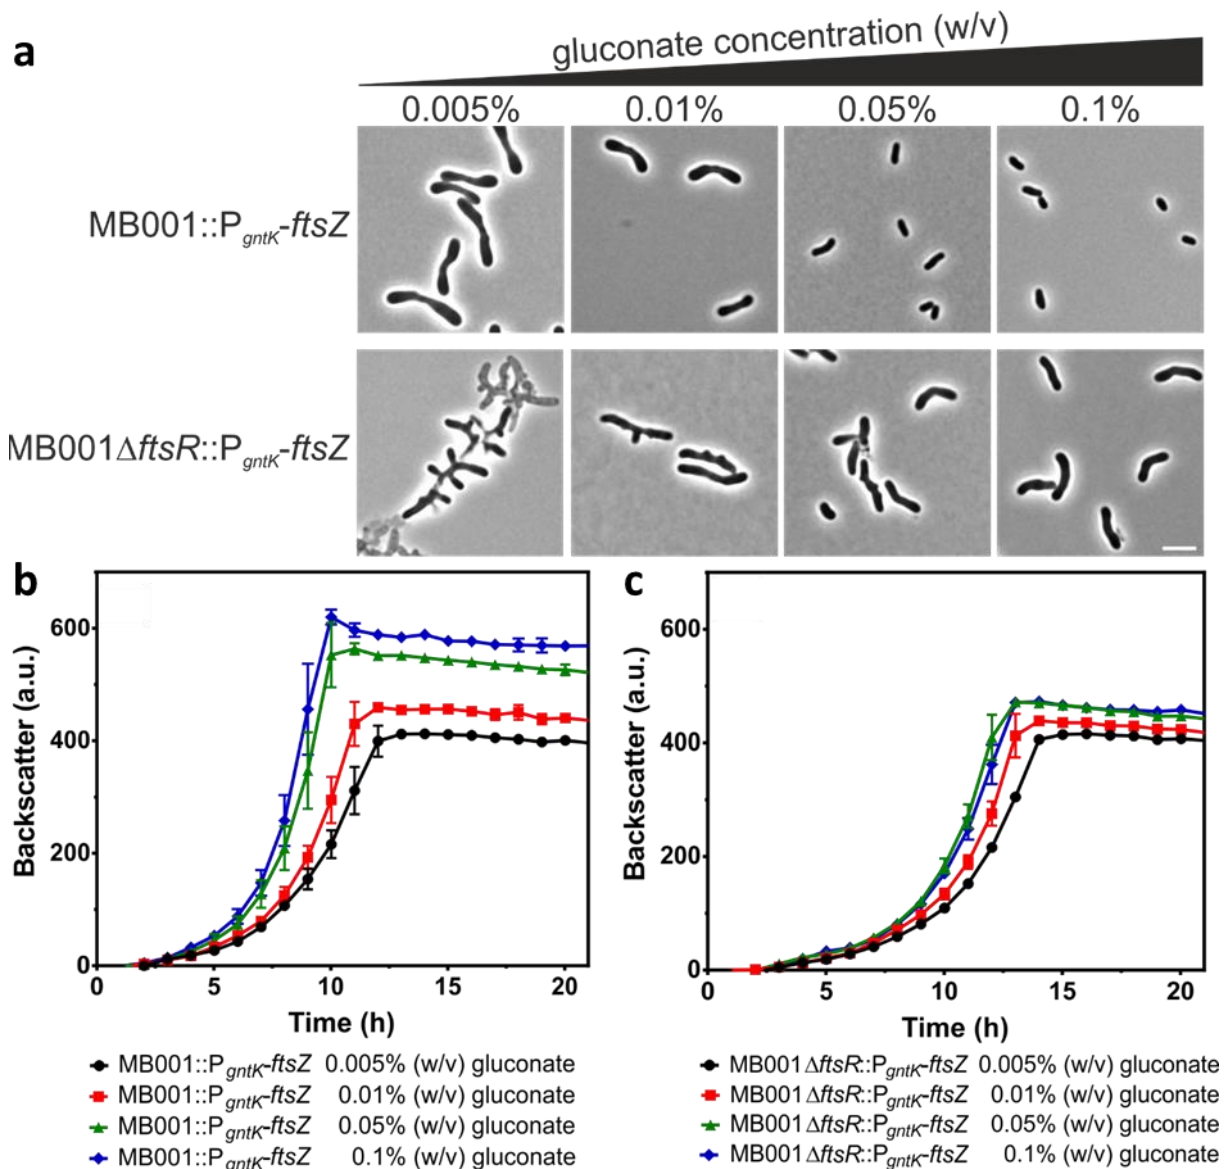 a
gluconate concentration (w/v)
0.005% 0.01% 0.05% 0.1%
MB001::PgntK-ftsZ
MB001ΔftsR::PgntK-ftsZ
b
Backscatter (a.u.)
600
400
200
0
0 5 10 15 20
Time (h)
MB001::PgntK-ftsZ 0.005% (w/v) gluconate
MB001::PgntK-ftsZ 0.01% (w/v) gluconate
MB001::PgntK-ftsZ 0.05% (w/v) gluconate
MB001::PgntK-ftsZ 0.1% (w/v) gluconate
c
Backscatter (a.u.)
600
400
200
0
0 5 10 15 20
Time (h)
MB001ΔftsR::PgntK-ftsZ 0.005% (w/v) gluconate
MB001ΔftsR::PgntK-ftsZ 0.01% (w/v) gluconate
MB001ΔftsR::PgntK-ftsZ 0.05% (w/v) gluconate
MB001ΔftsR::PgntK-ftsZ 0.1% (w/v) gluconate